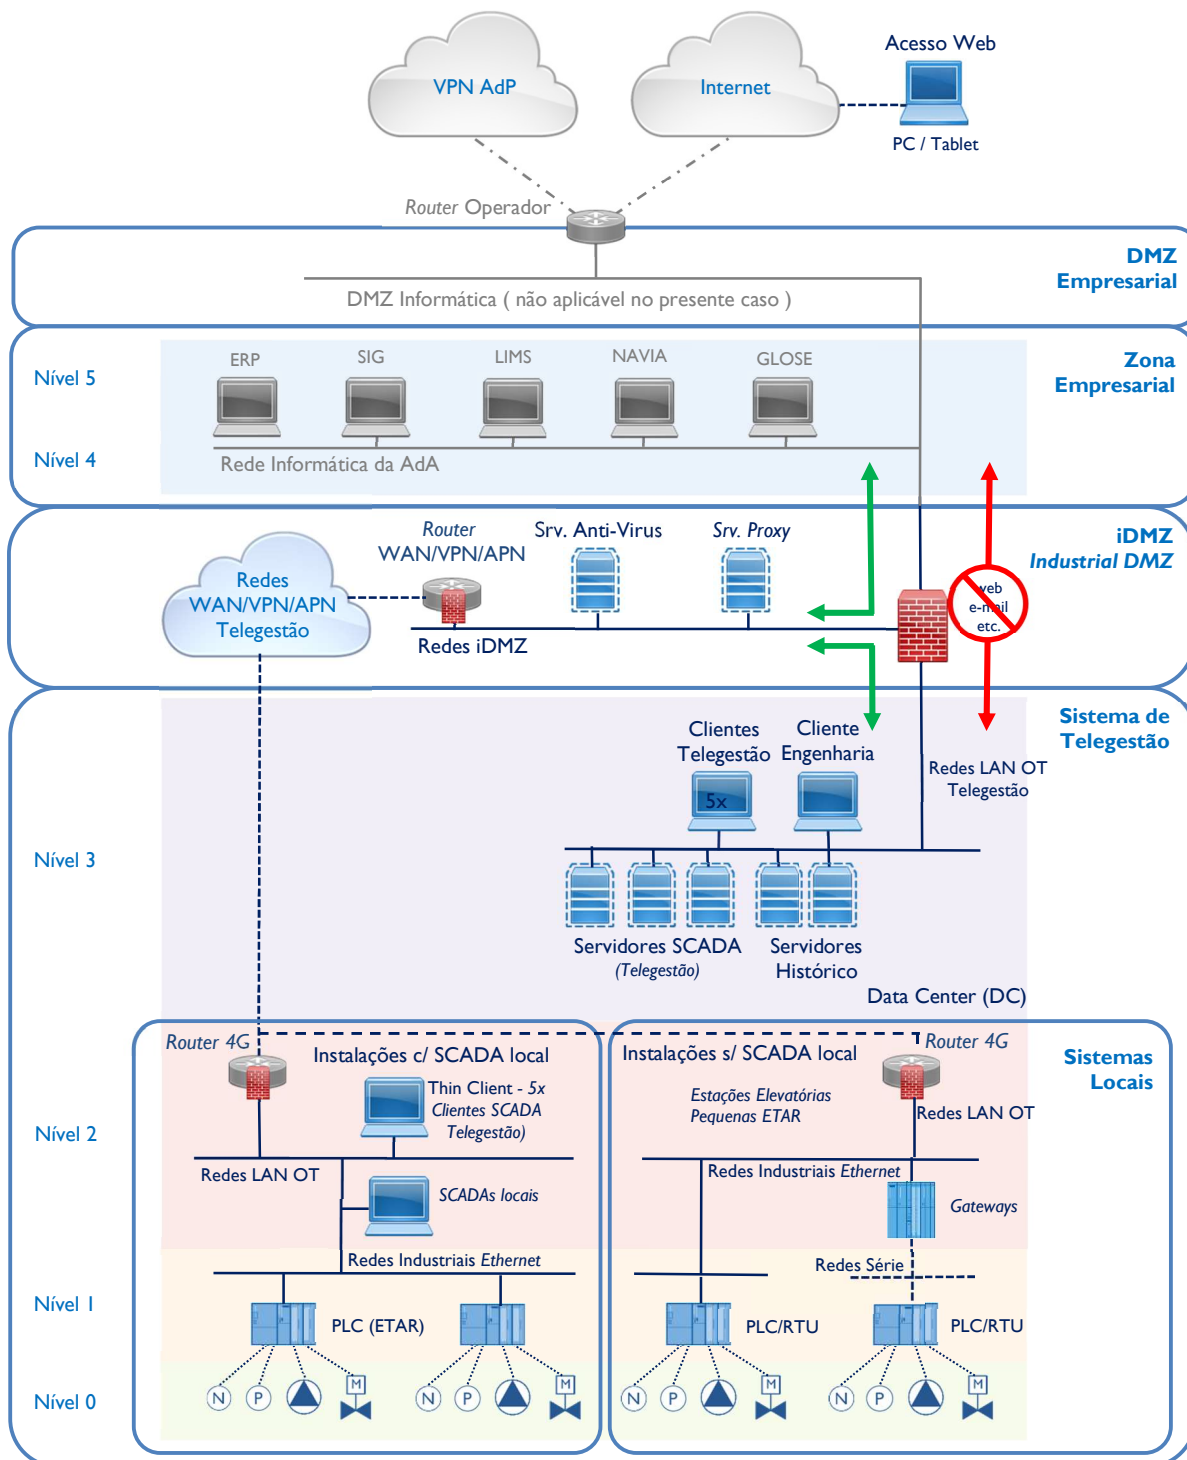 Acesso Web
VPN AdP
Internet
PC / Tablet
Router Operador
DMZ
Empresarial
DMZ Informática ( não aplicável no presente caso )
ERP
SIG
LIMS
NAVIA
GLOSE
Zona
Empresarial
Nível 5
Nível 4
Rede Informática da AdA
iDMZ
Industrial DMZ
Router
WAN/VPN/APN
Srv. Anti-Virus
Srv. Proxy
Redes
WAN/VPN/APN
Telegestão
web
e-mail
etc.
Redes iDMZ
Sistema de
Telegestão
Clientes
Telegestão
Cliente
Engenharia
Redes LAN OT
Telegestão
5x
Nível 3
Servidores SCADA
(Telegestão)
Servidores
Histórico
Data Center (DC)
Router 4G
Instalações c/ SCADA local
Instalações s/ SCADA local
Router 4G
Sistemas
Locais
Thin Client - 5x
Clientes SCADA
Telegestão)
Estações Elevatórias
Pequenas ETAR
Redes LAN OT
Nível 2
Redes LAN OT
Redes Industriais Ethernet
SCADAs locais
Gateways
Redes Industriais Ethernet
Redes Série
Nível 1
PLC (ETAR)
PLC/RTU
PLC/RTU
Nível 0
N
P
M
N
P
M
N
P
M
N
P
M